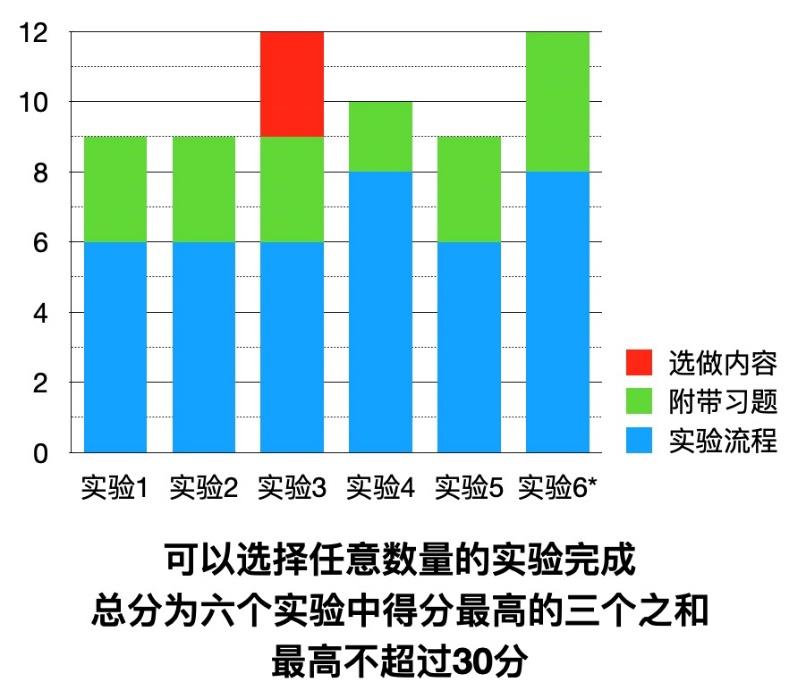 12
10
8
6
4
2
0
实验1 实验2 实验3 实验4 实验5 实验6*
选做内容
附带习题
实验流程
可以选择任意数量的实验完成
总分为六个实验中得分最高的三个之和
最高不超过30分